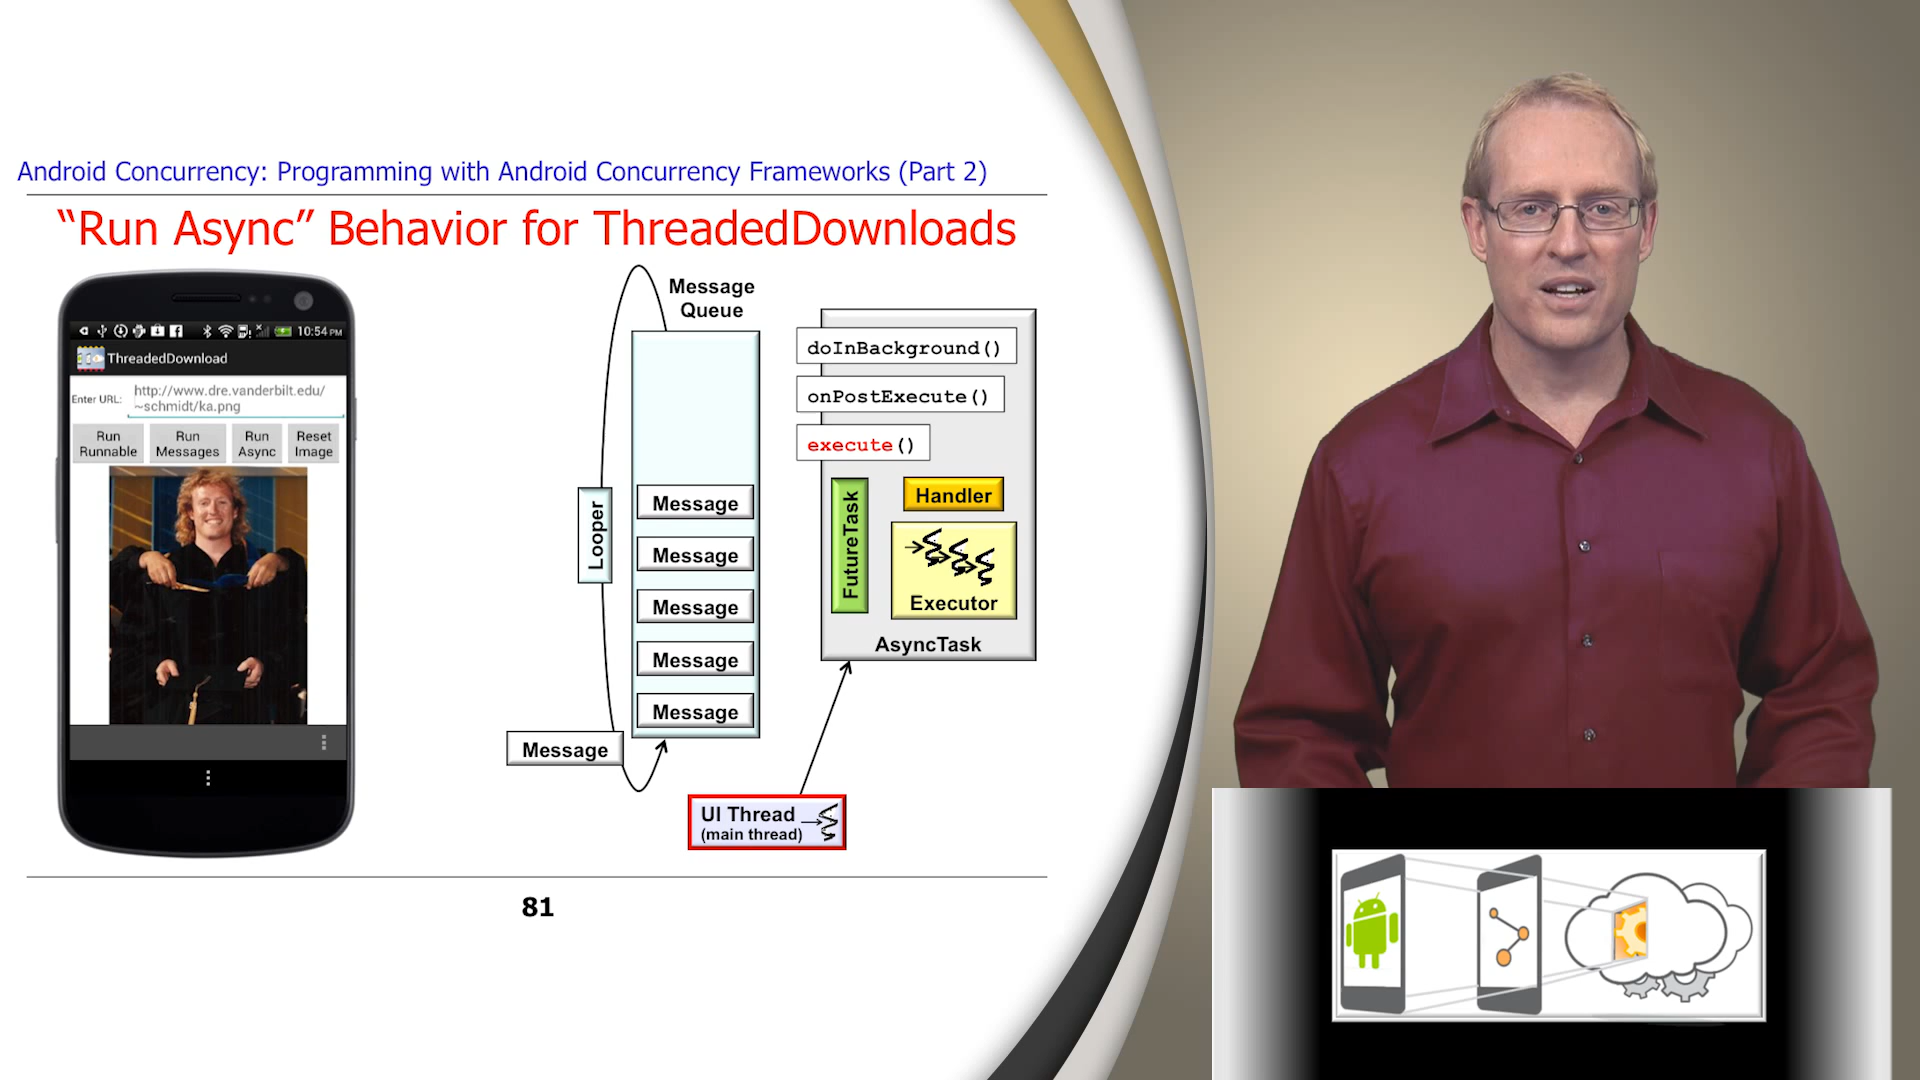 Android Concurrency: Programming with Android Concurrency Frameworks (Part 2)
“Run Async” Behavior for ThreadedDownloads
10:54 PM
ThreadedDownload
Enter URL:
http://www.dre.vanderbilt.edu/
~schmidt/ka.png
Run
Runnable
Run
Messages
Run
Async
Reset
Image
Message
Queue
Looper
Message
Message
Message
Message
Message
Message
doInBackground()
onPostExecute()
execute()
FutureTask
Handler
Executor
AsyncTask
UI Thread
(main thread)
81